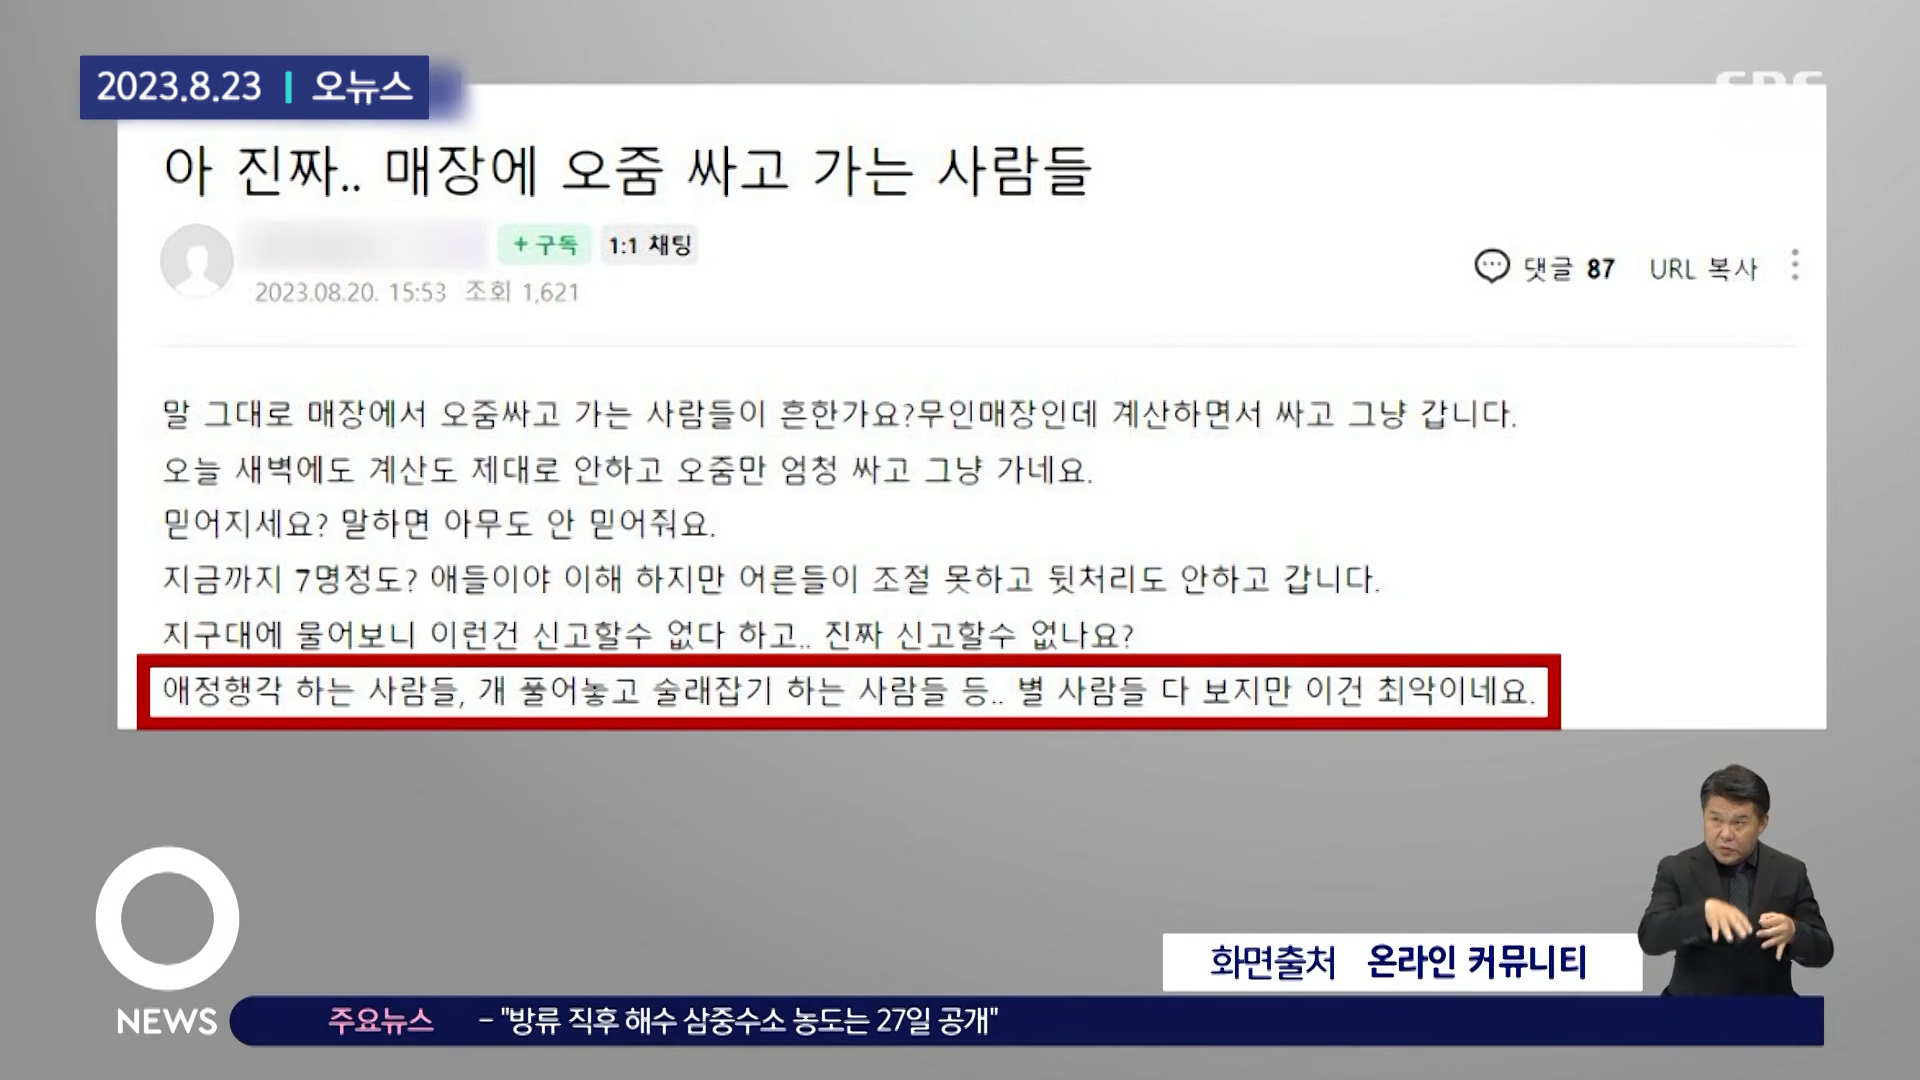 2023.8.23 | 오뉴스
SBS
아 진짜.. 매장에 오줌 싸고 가는 사람들
+ 구독 1:1 채팅
2023.08.20. 15:53 조회 1,621
댓글 87 URL 복사
말 그대로 매장에서 오줌싸고 가는 사람들이 흔한가요?무인매장인데 계산하면서 싸고 그냥 갑니다.
오늘 새벽에도 계산도 제대로 안하고 오줌만 엄청 싸고 그냥 가네요.
믿어지세요? 말하면 아무도 안 믿어줘요.
지금까지 7명정도? 애들이야 이해 하지만 어른들이 조절 못하고 뒷처리도 안하고 갑니다.
지구대에 물어보니 이런건 신고할수 없다 하고.. 진짜 신고할수 없나요?
애정행각 하는 사람들, 개 풀어놓고 술래잡기 하는 사람들 등.. 별 사람들 다 보지만 이건 최악이네요.
화면출처 온라인 커뮤니티
NEWS
주요뉴스 - "방류 직후 해수 삼중수소 농도는 27일 공개"